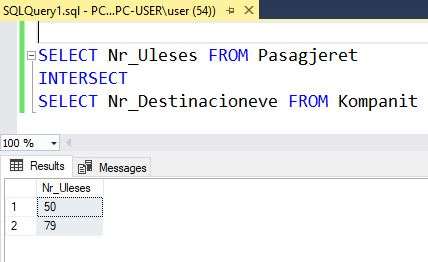 SQLQuery1.sql - PC...PC-USER\user (54))
SELECT Nr_Uleses FROM Pasagjeret
INTERSECT
SELECT Nr_Destinacioneve FROM Kompanit
100 %
Results Messages
Nr_Uleses
1 50
2 79